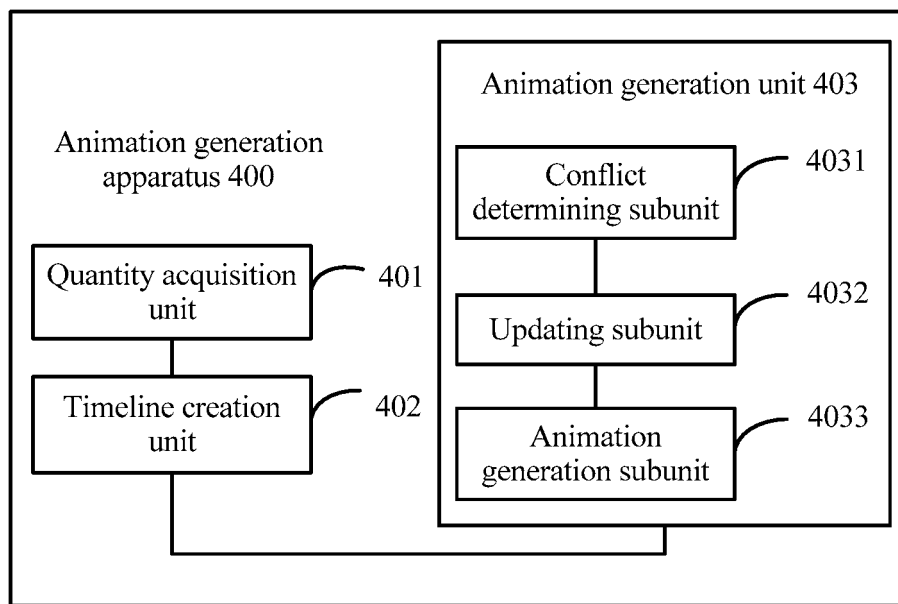 Animation generation
apparatus 400
Quantity acquisition
unit
401
Timeline creation
unit
402
Animation generation unit 403
Conflict
determining subunit
4031
Updating subunit
4032
Animation
generation subunit
4033